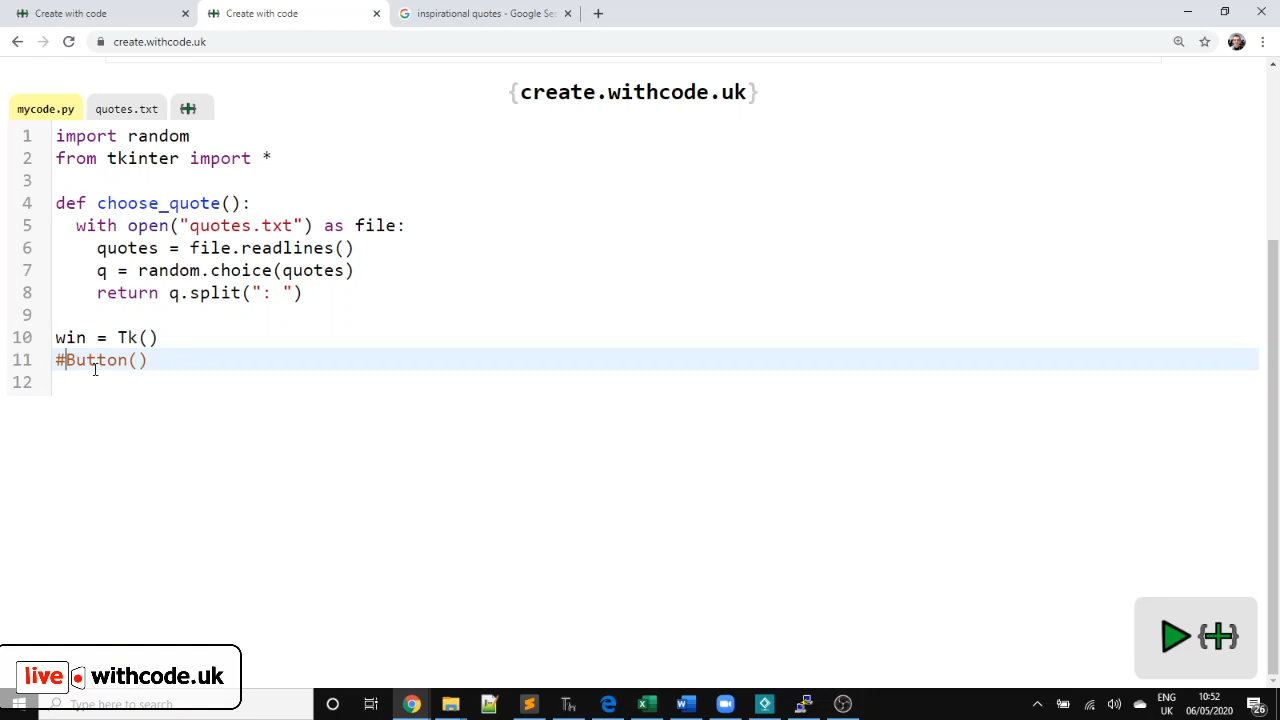 Create with code
Create with code
inspirational quotes - Google Se
create.withcode.uk
{create.withcode.uk}
mycode.py
quotes.txt
1 import random
2 from tkinter import *
3
4 def choose_quote():
5 with open("quotes.txt") as file:
6 quotes = file.readlines()
7 q = random.choice(quotes)
8 return q.split(": ")
9
10 win = Tk()
11 #Button()
12
live withcode.uk
Type here to search
ENG
UK
0:52
06/05/2020
26